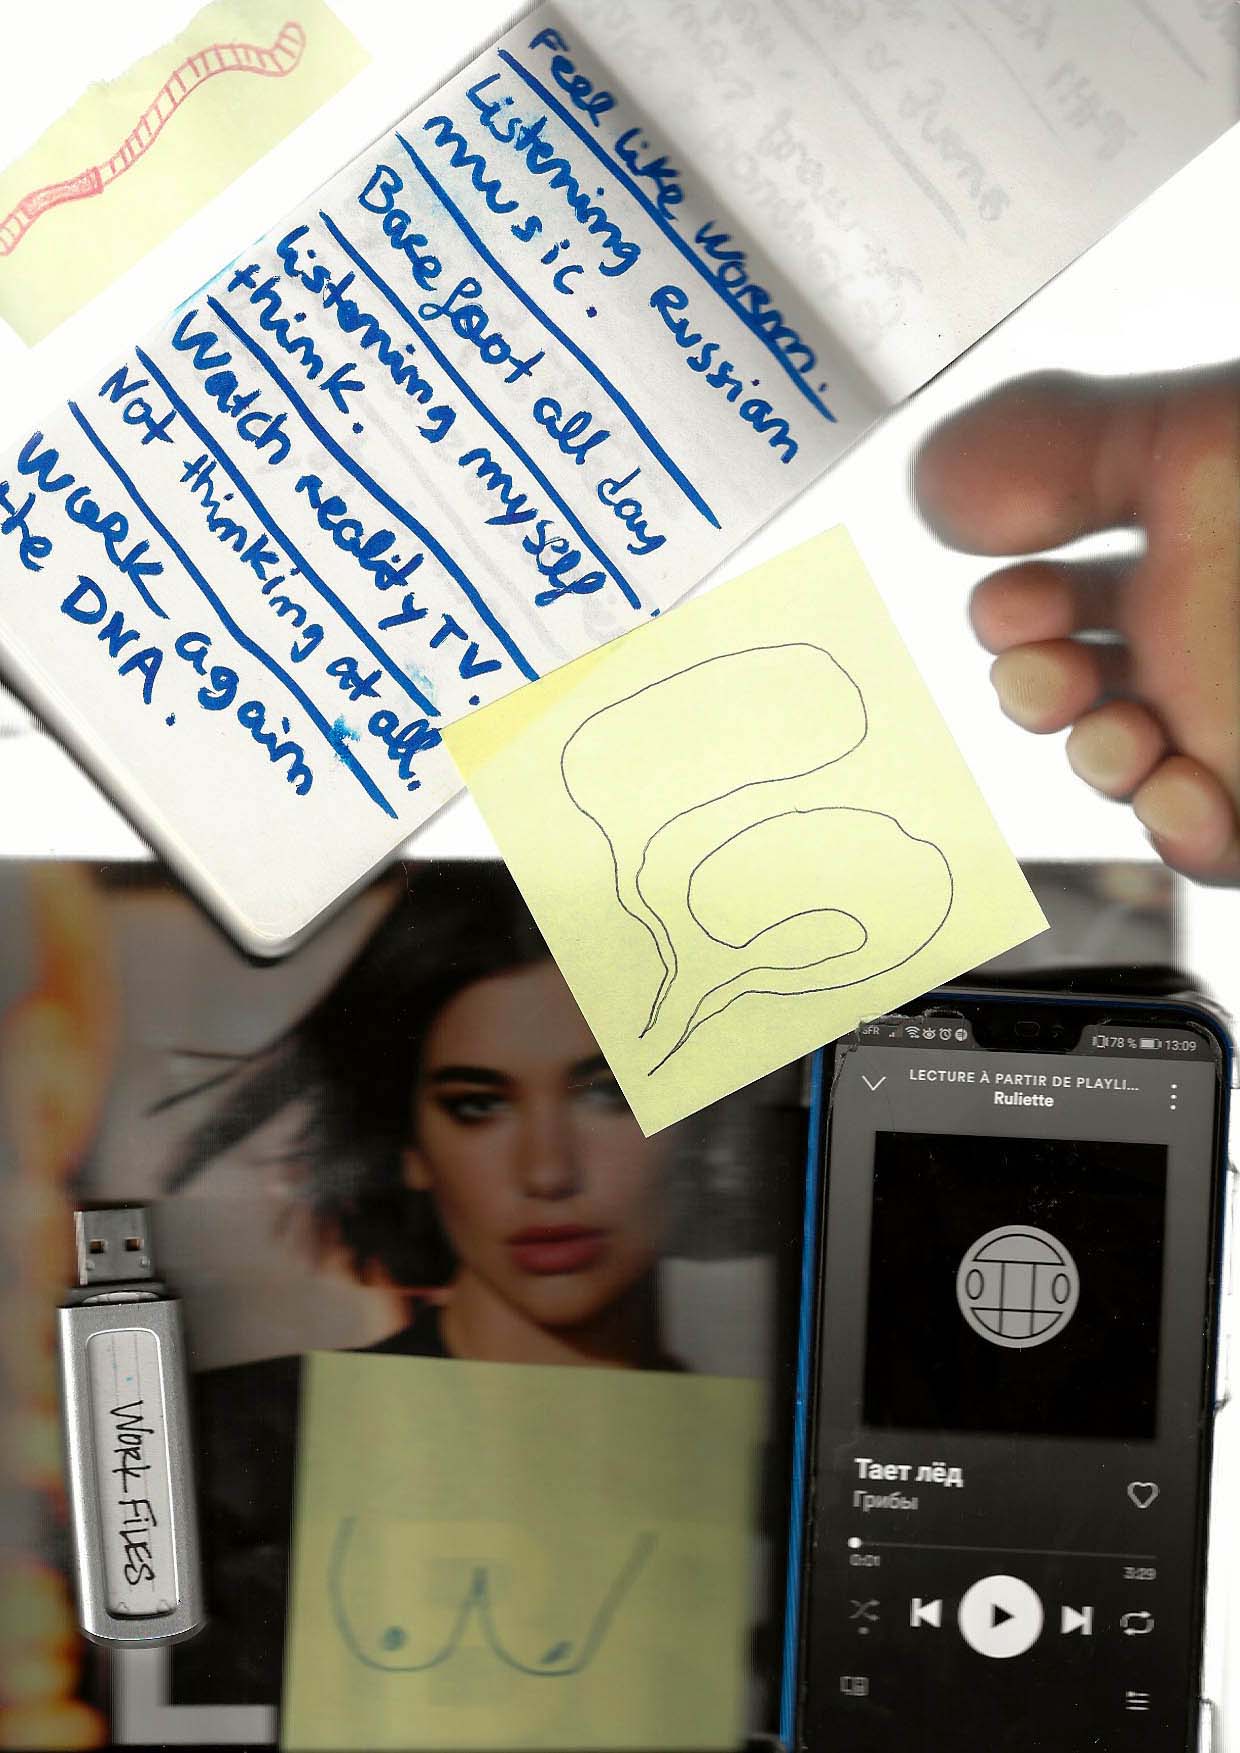 Feel like worm.
Listening Russian
music.
Barefoot all day
Listening myself
think.
Watch reality TV.
Not thinking at all.
Work again
the DNA.
SFR
78 %
13:09
LECTURE À PARTIR DE PLAYLI...
Ruliette
Тает лёд
Грибы
0:01
3:29
WORK FILES